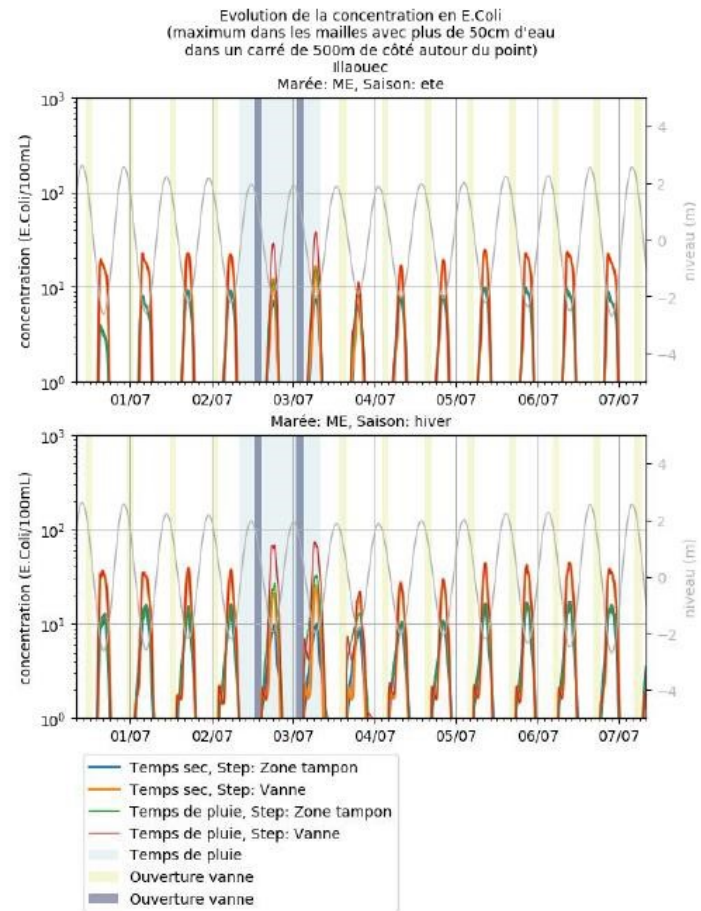 Evolution de la concentration en E.Coli
(maximum dans les mailles avec plus de 50cm d'eau
dans un carré de 500m de côté autour du point)
Illaouec
Marée: ME, Saison: ete
10³
10²
10¹
10⁰
concentration (E.Coli/100mL)
4
2
0
−2
−4
niveau (m)
01/07
02/07
03/07
04/07
05/07
06/07
07/07
Marée: ME, Saison: hiver
10³
10²
10¹
10⁰
concentration (E.Coli/100mL)
4
2
0
−2
−4
niveau (m)
01/07
02/07
03/07
04/07
05/07
06/07
07/07
Temps sec, Step: Zone tampon
Temps sec, Step: Vanne
Temps de pluie, Step: Zone tampon
Temps de pluie, Step: Vanne
Temps de pluie
Ouverture vanne
Ouverture vanne